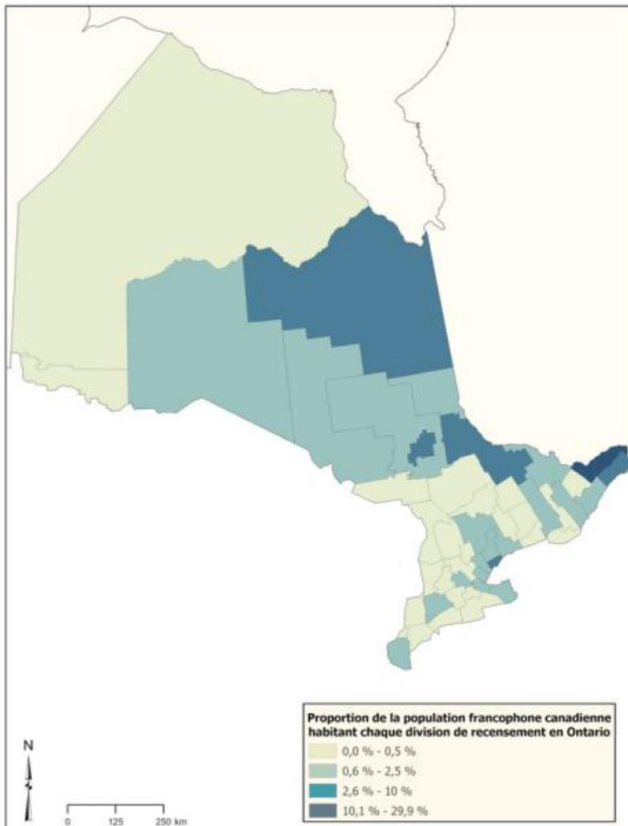 Proportion de la population francophone canadienne
habitant chaque division de recensement en Ontario
0,0 % - 0,5 %
0,6 % - 2,5 %
2,6 % - 10 %
10,1 % - 29,9 %
N
0 125 250 km